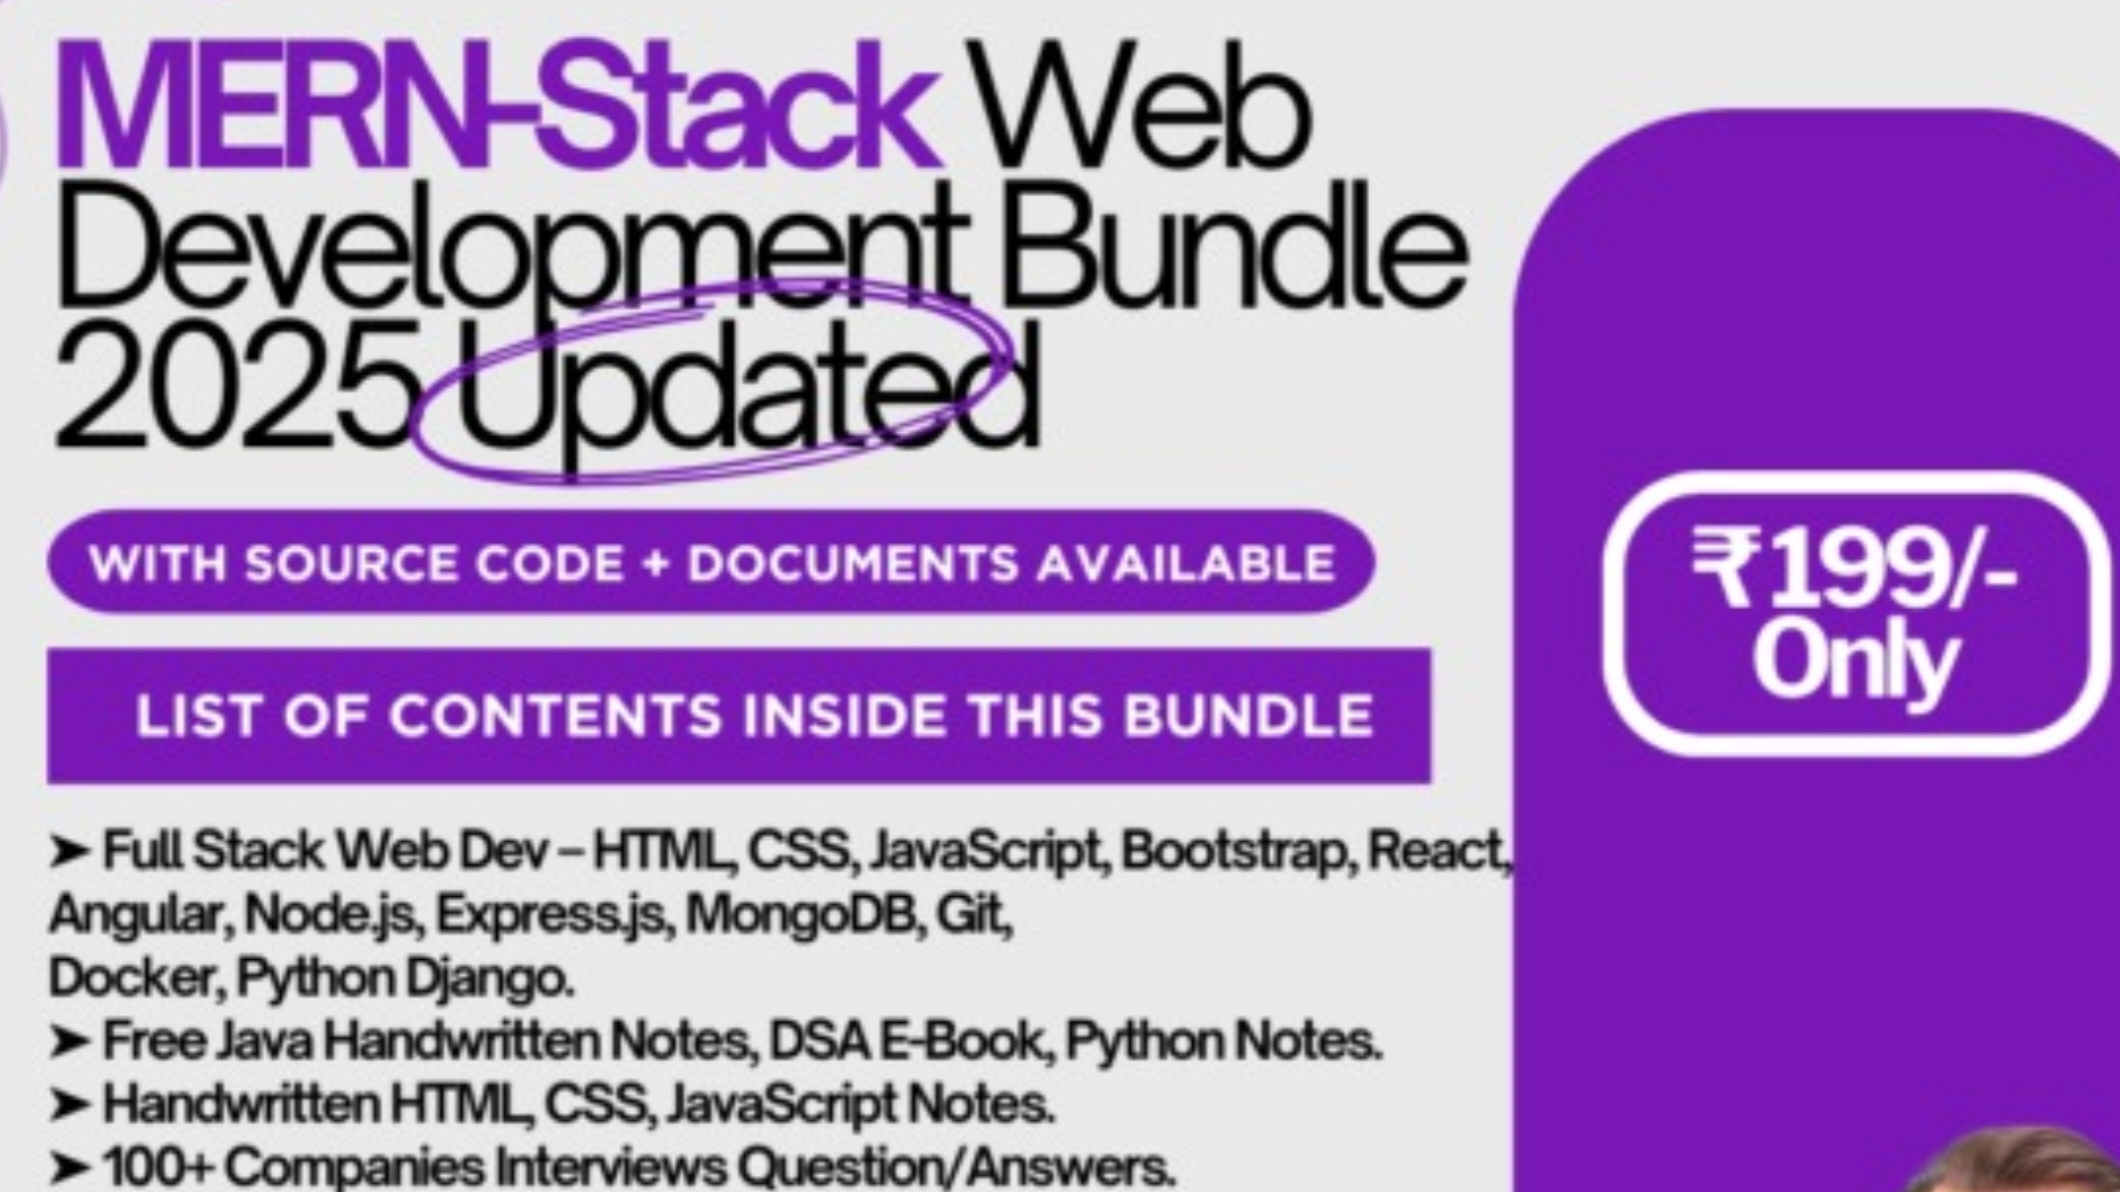 MERN-Stack Web
Development Bundle
2025 Updated
WITH SOURCE CODE + DOCUMENTS AVAILABLE
LIST OF CONTENTS INSIDE THIS BUNDLE
➤ Full Stack Web Dev – HTML, CSS, JavaScript, Bootstrap, React,
Angular, Node.js, Express.js, MongoDB, Git,
Docker, Python Django.
➤ Free Java Handwritten Notes, DSA E-Book, Python Notes.
➤ Handwritten HTML, CSS, JavaScript Notes.
➤ 100+ Companies Interviews Question/Answers.
₹199/-
Only